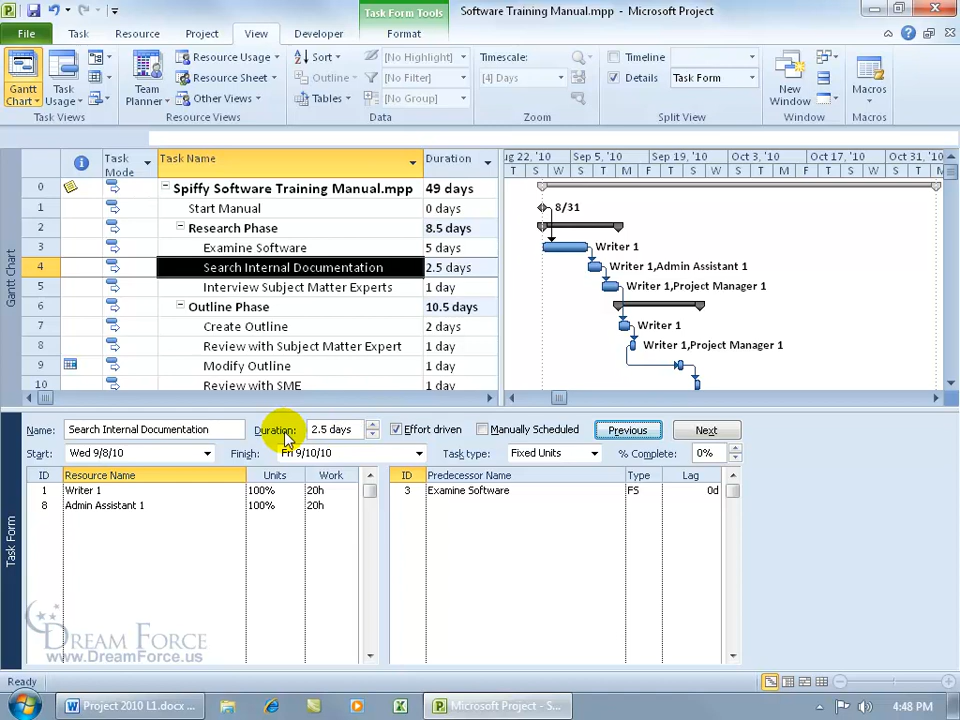 Task Form Tools
Software Training Manual.mpp - Microsoft Project
File Task Resource Project View Developer Format
Gantt Chart
Task Usage
Team Planner
Resource Usage
Resource Sheet
Other Views
Sort
Outline
Tables
[No Highlight]
[No Filter]
[No Group]
Timescale:
[4] Days
Timeline
Details Task Form
New Window
Macros
Task Views Resource Views Data Zoom Split View Window Macros
Task Mode Task Name Duration
ug 22, '10 Sep 5, '10 Sep 19, '10 Oct 3, '10 Oct 17, '10 Oct 31, '10
T S W S T M F T S W S T M
0 Spiffy Software Training Manual.mpp 49 days
1 Start Manual 0 days 8/31
2 Research Phase 8.5 days
3 Examine Software 5 days Writer 1
4 Search Internal Documentation 2.5 days Writer 1,Admin Assistant 1
5 Interview Subject Matter Experts 1 day Writer 1,Project Manager 1
6 Outline Phase 10.5 days
7 Create Outline 2 days Writer 1
8 Review with Subject Matter Expert 1 day Writer 1,Project Manager 1
9 Modify Outline 1 day
10 Review with SME 1 day
Gantt Chart
Name: Search Internal Documentation Duration: 2.5 days Effort driven Manually Scheduled Previous Next
Start: Wed 9/8/10 Finish: Fri 9/10/10 Task type: Fixed Units % Complete: 0%
ID Resource Name Units Work ID Predecessor Name Type Lag
1 Writer 1 100% 20h 3 Examine Software FS 0d
8 Admin Assistant 1 100% 20h
Task Form
DREAM FORCE
www.DreamForce.us
Ready
Project 2010 L1.docx ... Microsoft Project - S... 4:48 PM